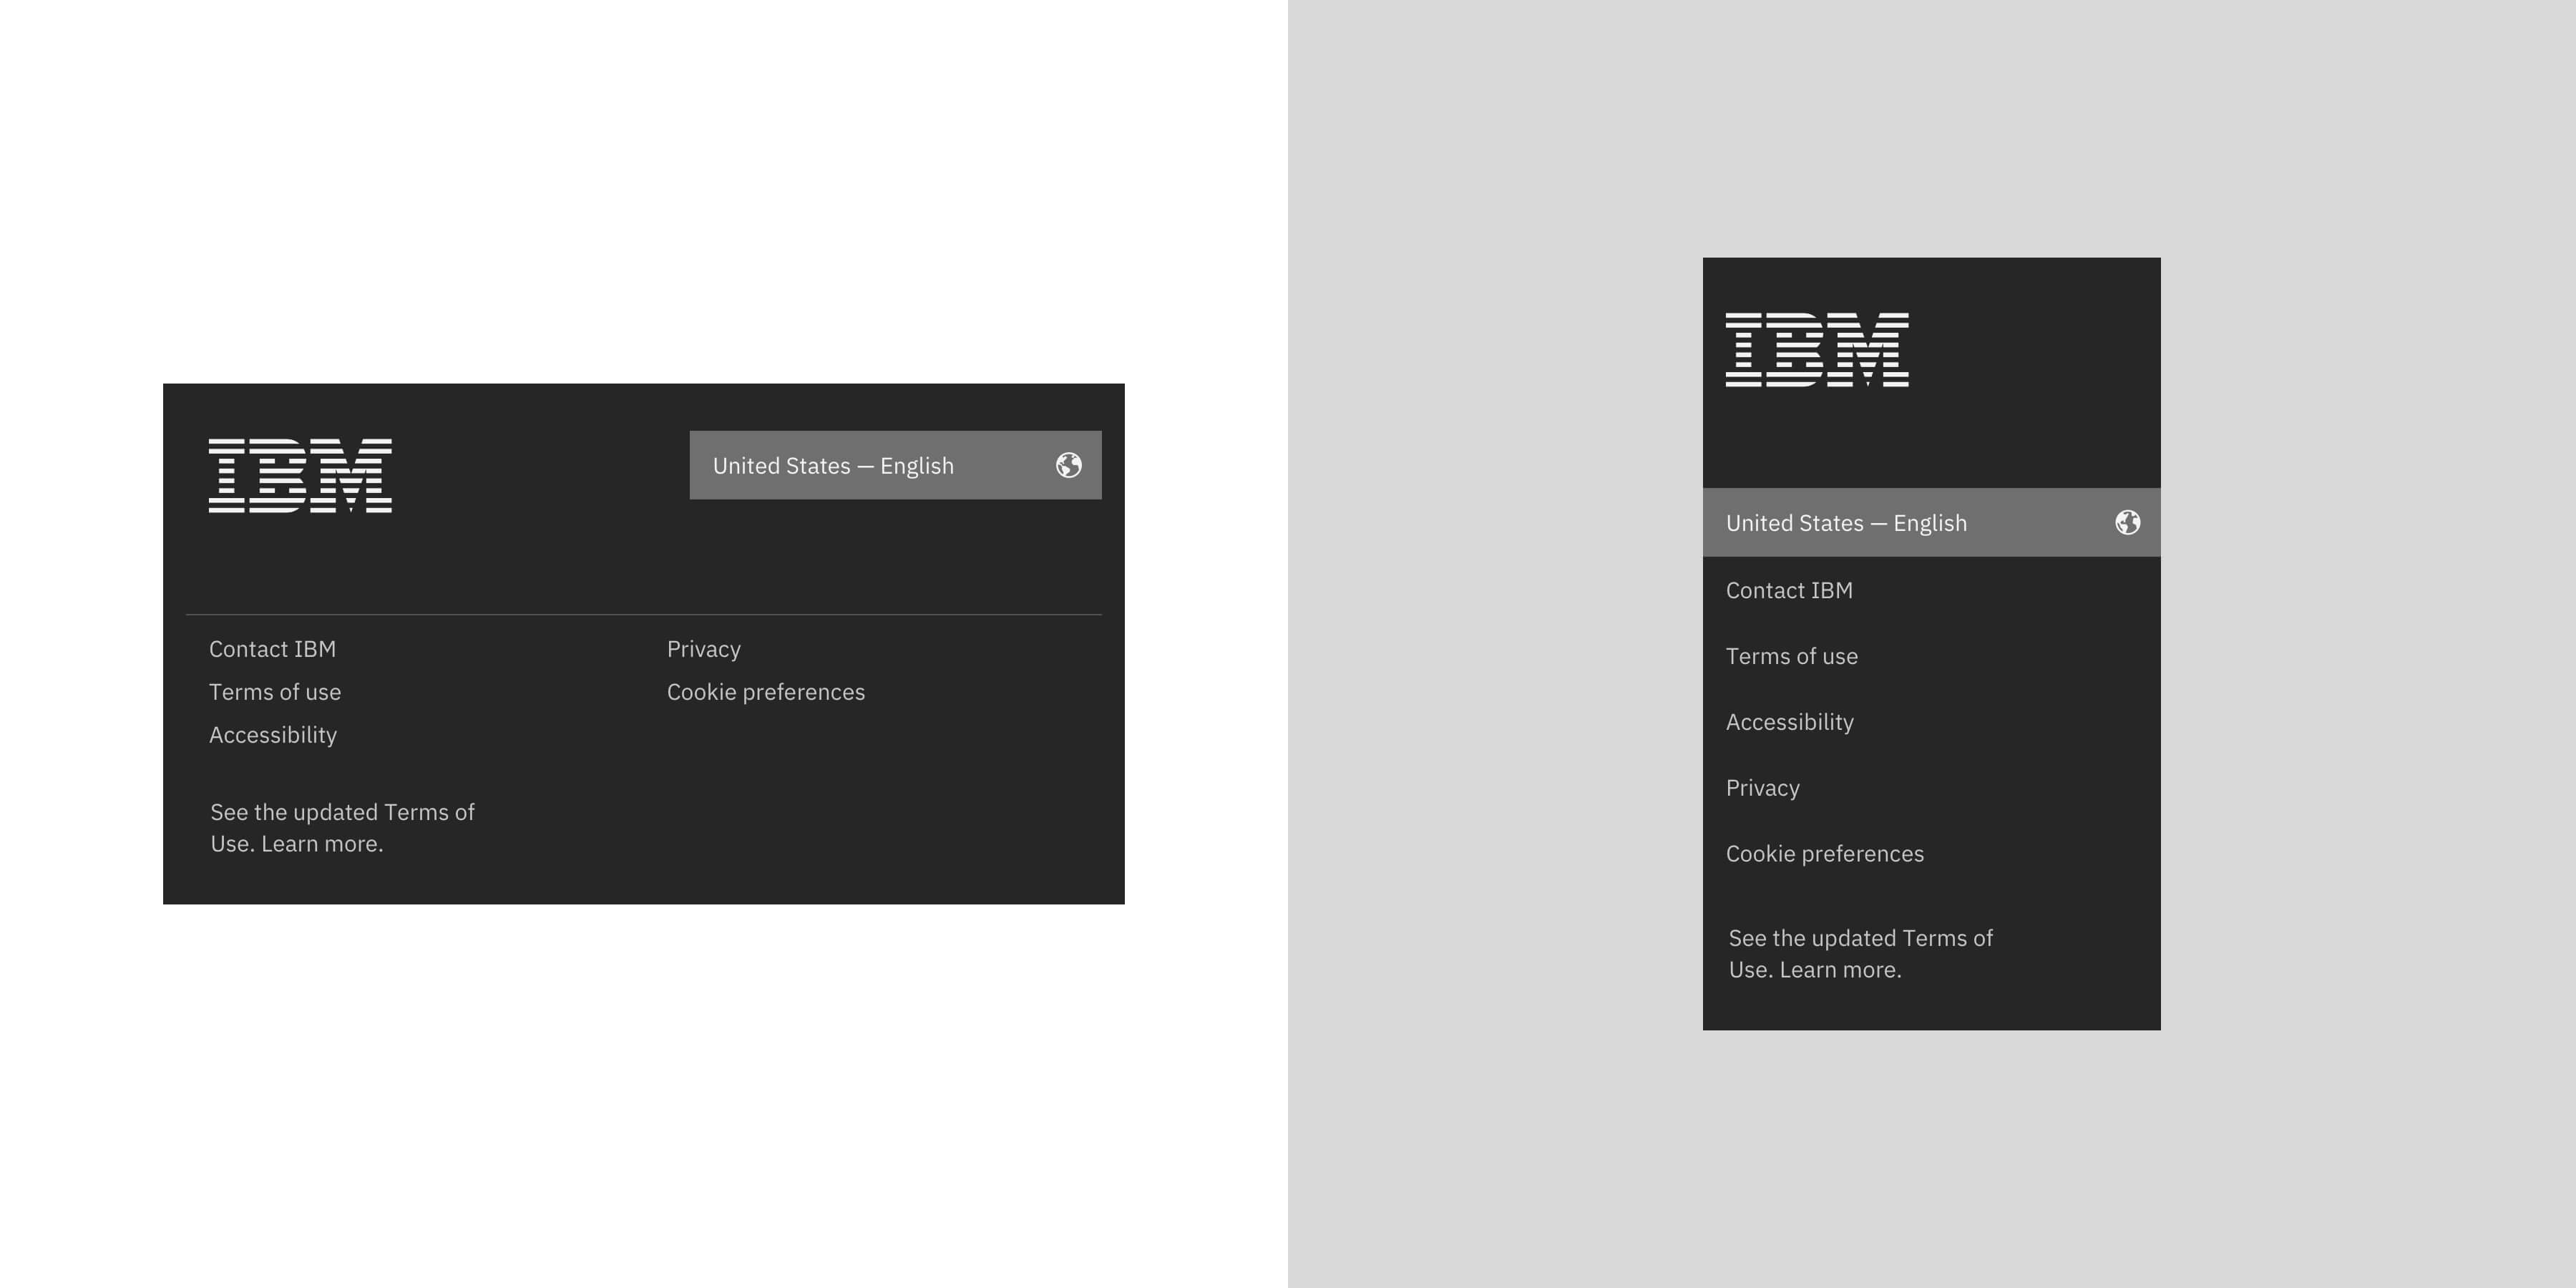 IBM
United States — English
Contact IBM
Terms of use
Accessibility
Privacy
Cookie preferences
See the updated Terms of
Use. Learn more.
IBM
United States — English
Contact IBM
Terms of use
Accessibility
Privacy
Cookie preferences
See the updated Terms of
Use. Learn more.